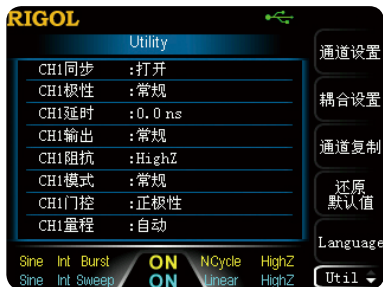 RIGOL
Utility
CH1同步 :打开
CH1极性 :常规
CH1延时 :0.0 ns
CH1输出 :常规
CH1阻抗 :HighZ
CH1模式 :常规
CH1门控 :正极性
CH1量程 :自动
通道设置
耦合设置
通道复制
还原
默认值
Language
Util
Sine Int Burst ON NCycle HighZ
Sine Int Sweep ON Linear HighZ